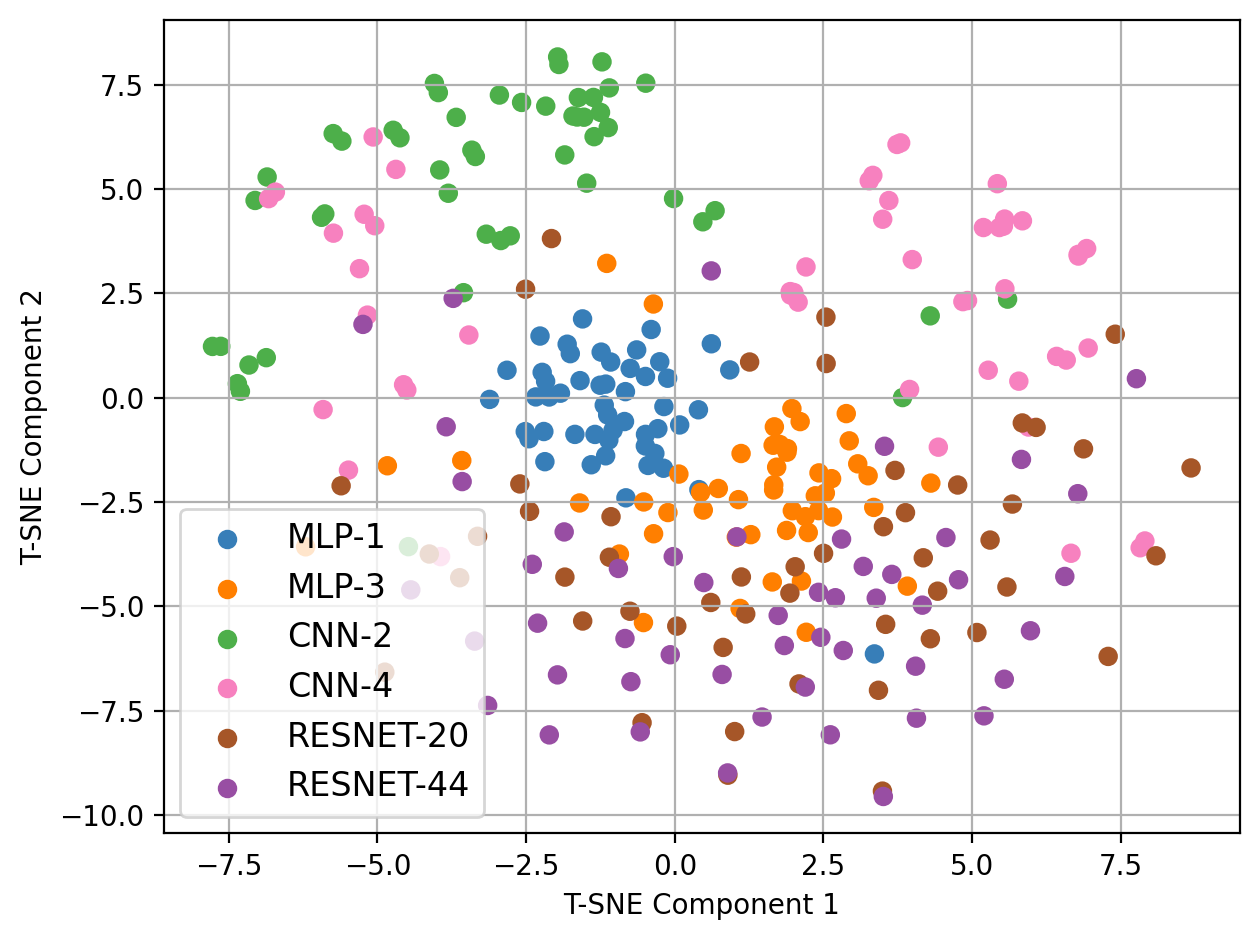 7.5
5.0
2.5
0.0
−2.5
−5.0
−7.5
−10.0
T-SNE Component 2
MLP-1
MLP-3
CNN-2
CNN-4
RESNET-20
RESNET-44
−7.5 −5.0 −2.5 0.0 2.5 5.0 7.5
T-SNE Component 1